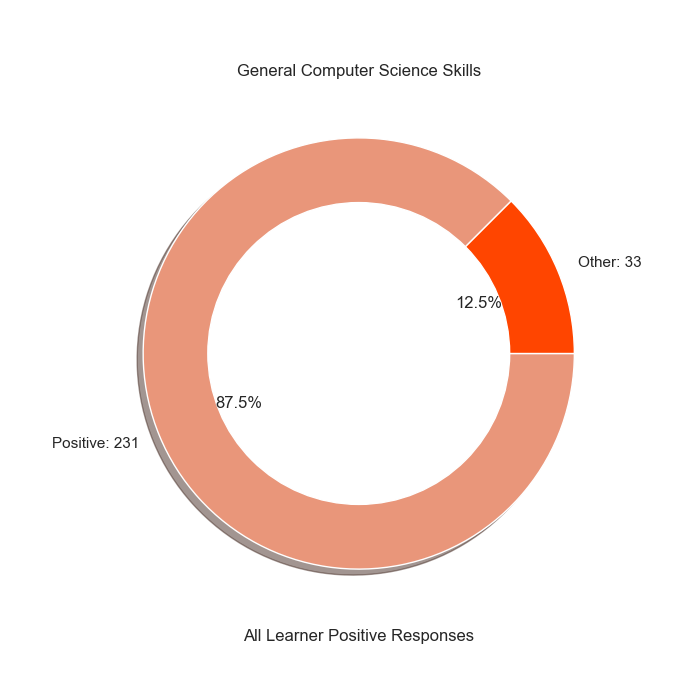 General Computer Science Skills
Other: 33
12.5%
87.5%
Positive: 231
All Learner Positive Responses